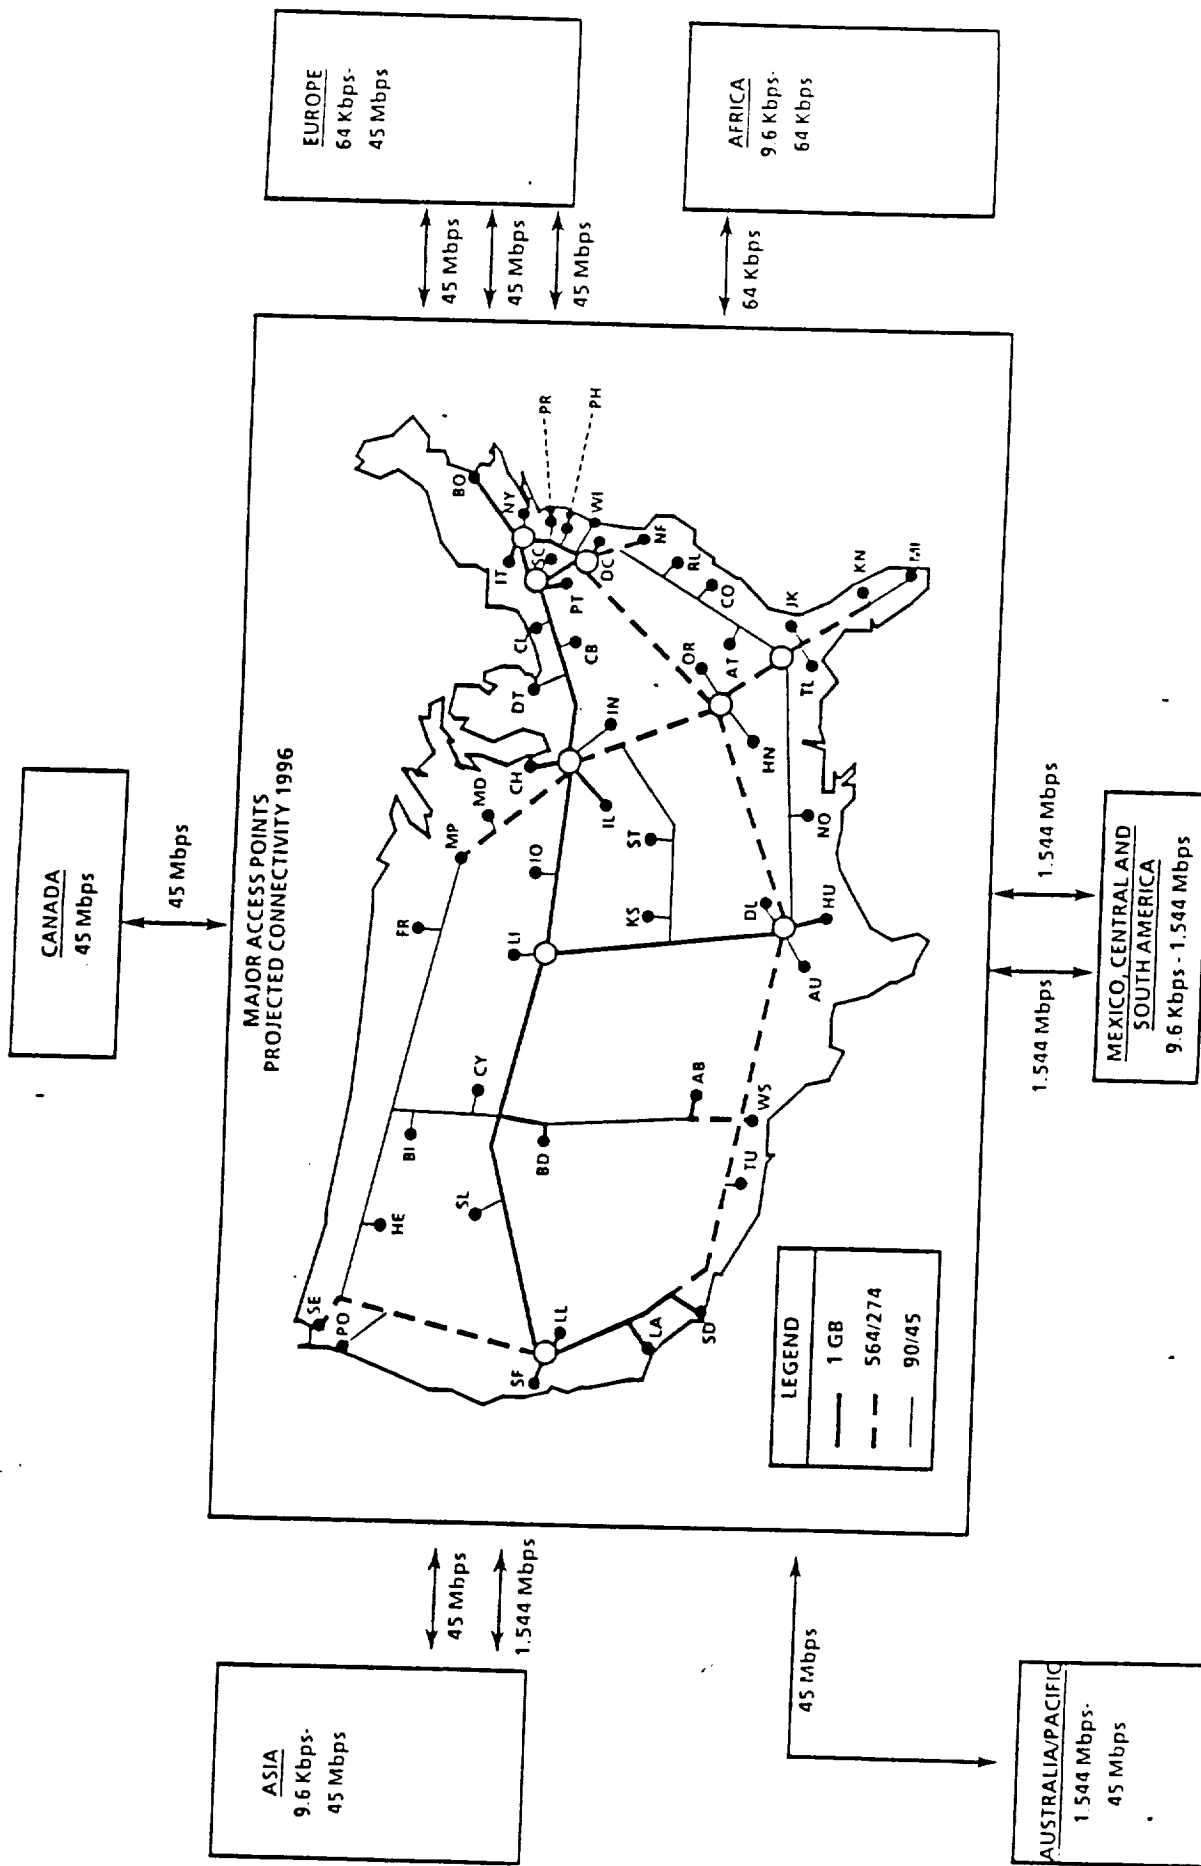 CANADA
45 Mbps
45 Mbps
MAJOR ACCESS POINTS
PROJECTED CONNECTIVITY 1996
ASIA
9.6 Kbps-
45 Mbps
45 Mbps
1.544 Mbps
EUROPE
64 Kbps-
45 Mbps
45 Mbps
45 Mbps
45 Mbps
AFRICA
9.6 Kbps-
64 Kbps
64 Kbps
AUSTRALIA/PACIFIC
1.544 Mbps-
45 Mbps
45 Mbps
MEXICO, CENTRAL AND
SOUTH AMERICA
9.6 Kbps - 1.544 Mbps
1.544 Mbps
1.544 Mbps
SE
PO
HE
BI
FR
MP
MD
CY
SL
SF
LL
BD
LI
IO
CH
IN
IL
DT
CL
CB
PT
IT
SC
BO
NY
PR
PH
WI
DC
NF
RL
CO
OR
AT
HN
JK
TL
KN
MI
ST
KS
DL
HU
AU
NO
AB
WS
TU
LA
SD
LEGEND
1 GB
564/274
90/45